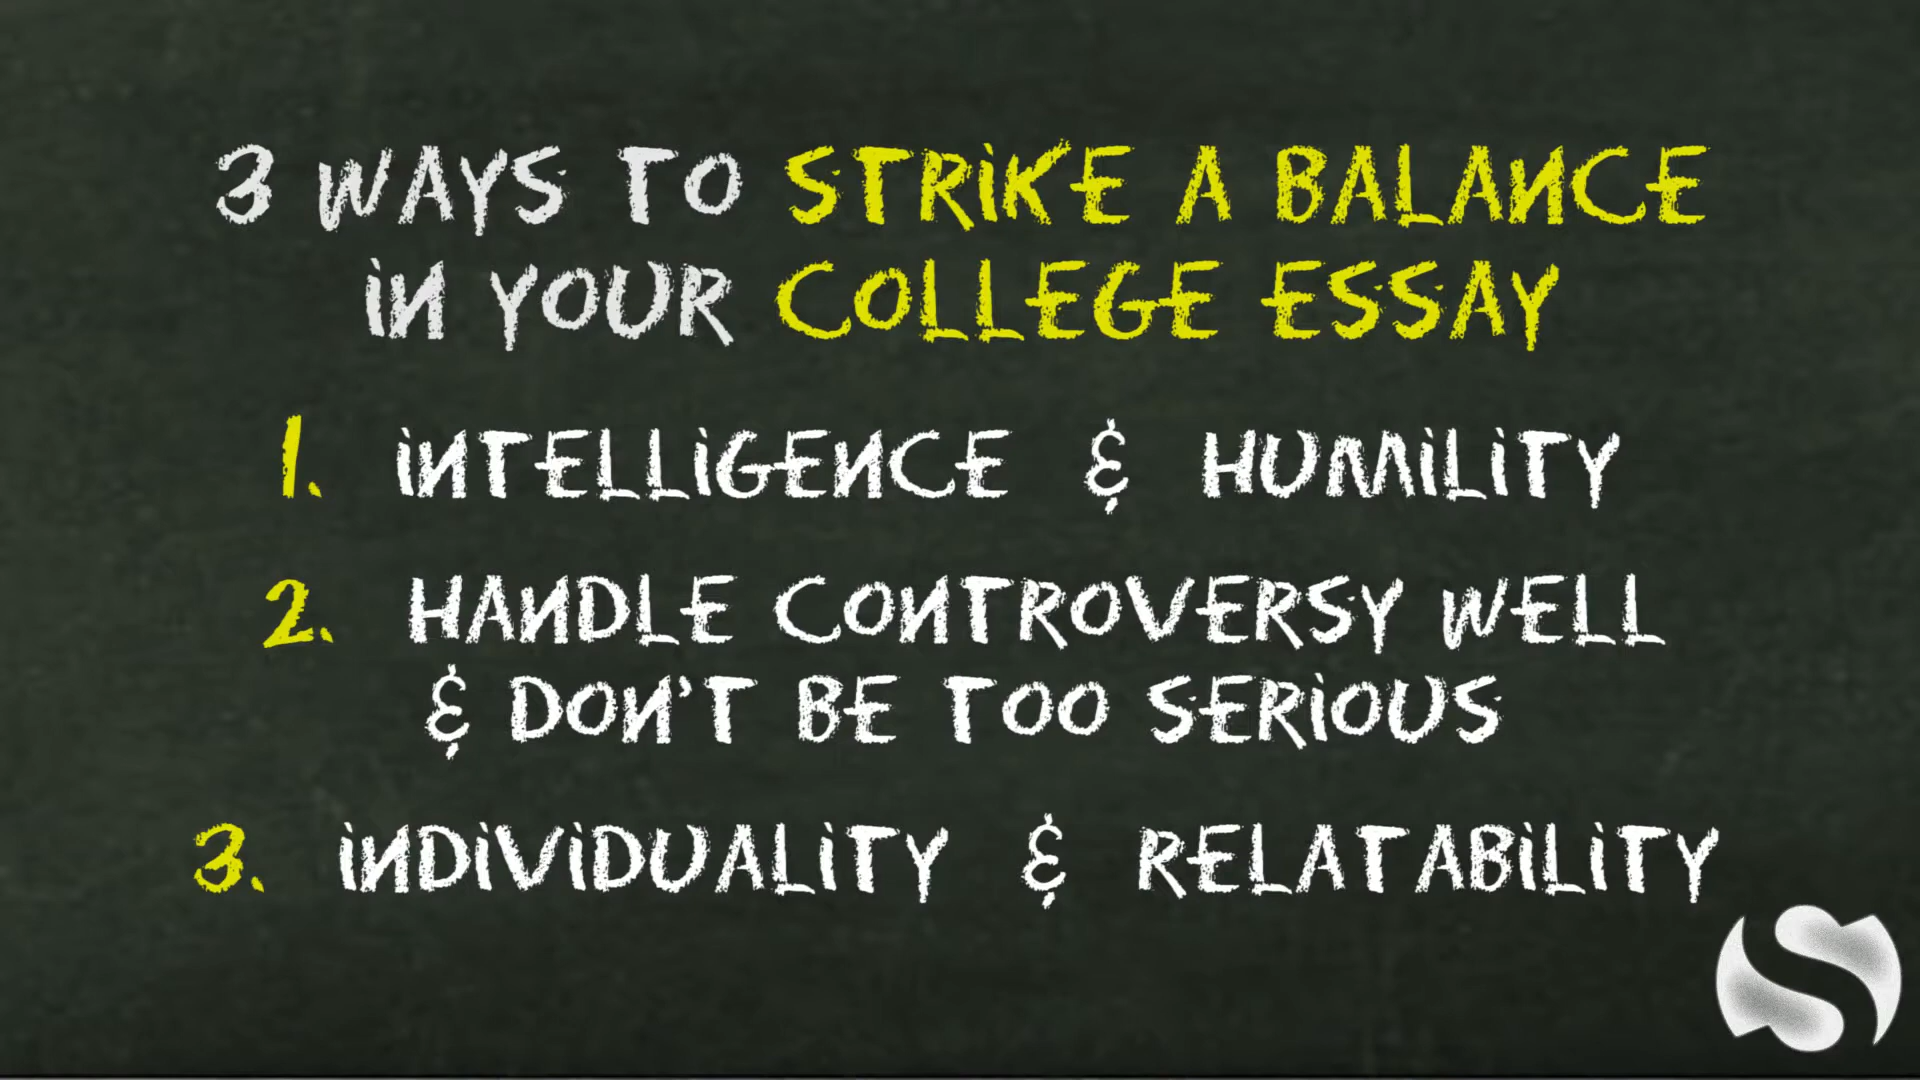 3 WAYS TO STRIKE A BALANCE
IN YOUR COLLEGE ESSAY
1. INTELLIGENCE & HUMILITY
2. HANDLE CONTROVERSY WELL
& DON'T BE TOO SERIOUS
3. INDIVIDUALITY & RELATABILITY